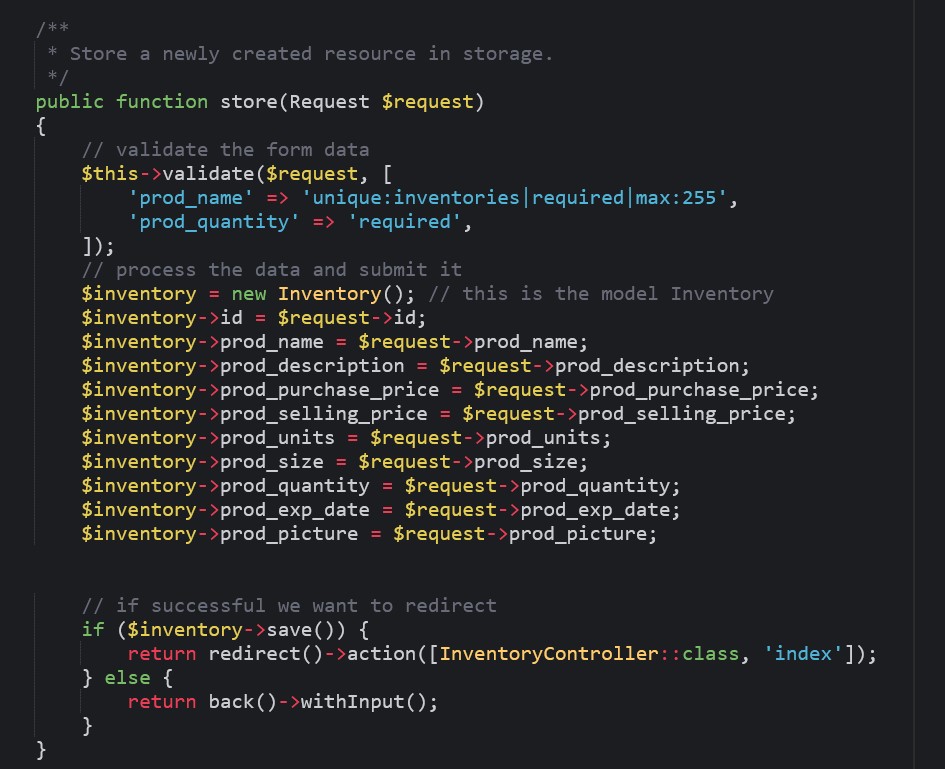 /**
 * Store a newly created resource in storage.
 */
public function store(Request $request)
{
    // validate the form data
    $this->validate($request, [
        'prod_name' => 'unique:inventories|required|max:255',
        'prod_quantity' => 'required',
    ]);
    // process the data and submit it
    $inventory = new Inventory(); // this is the model Inventory
    $inventory->id = $request->id;
    $inventory->prod_name = $request->prod_name;
    $inventory->prod_description = $request->prod_description;
    $inventory->prod_purchase_price = $request->prod_purchase_price;
    $inventory->prod_selling_price = $request->prod_selling_price;
    $inventory->prod_units = $request->prod_units;
    $inventory->prod_size = $request->prod_size;
    $inventory->prod_quantity = $request->prod_quantity;
    $inventory->prod_exp_date = $request->prod_exp_date;
    $inventory->prod_picture = $request->prod_picture;
    // if successful we want to redirect
    if ($inventory->save()) {
        return redirect()->action([InventoryController::class, 'index']);
    } else {
        return back()->withInput();
    }
}